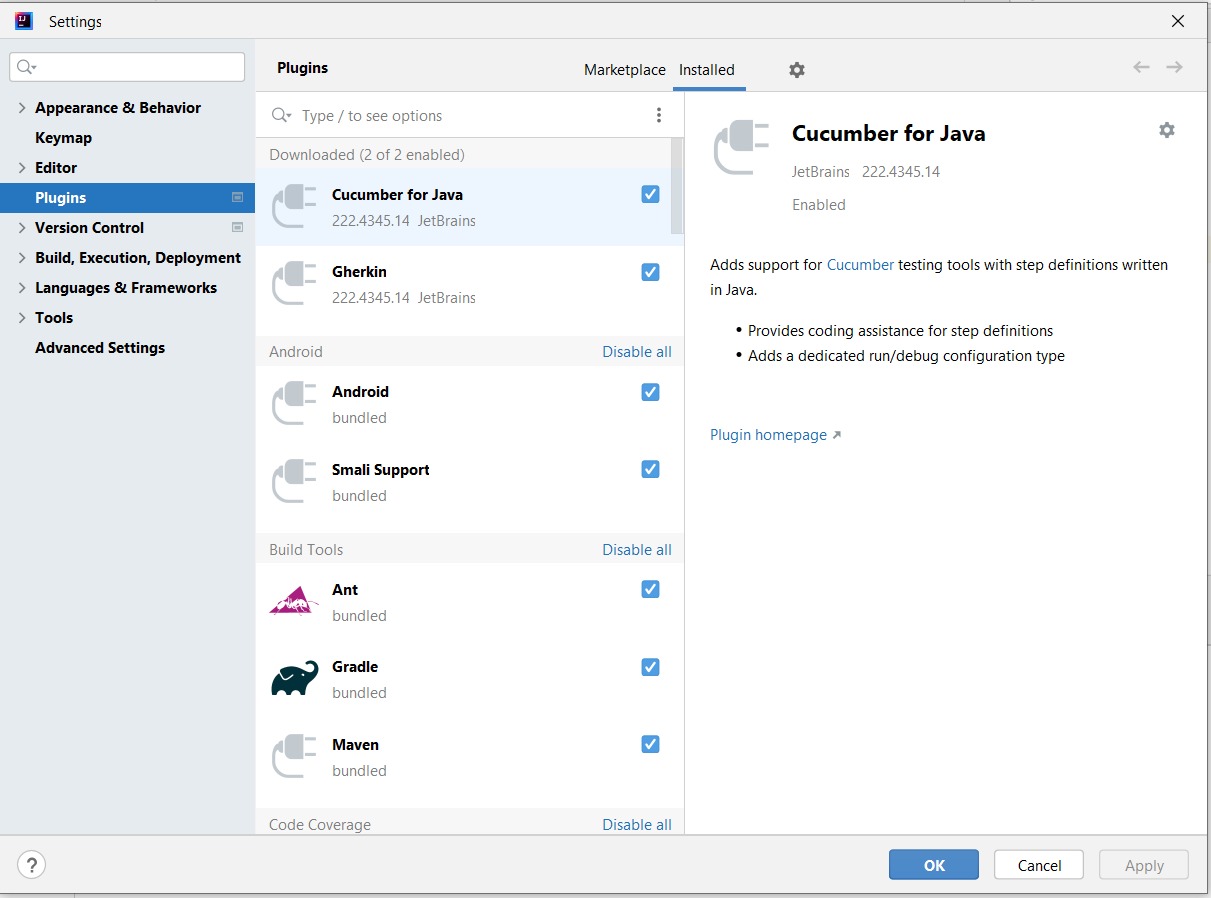 Settings
Appearance & Behavior
Keymap
Editor
Plugins
Version Control
Build, Execution, Deployment
Languages & Frameworks
Tools
Advanced Settings
Plugins
Marketplace
Installed
Type / to see options
Downloaded (2 of 2 enabled)
Cucumber for Java
222.4345.14 JetBrains
Gherkin
222.4345.14 JetBrains
Android Disable all
Android
bundled
Smali Support
bundled
Build Tools Disable all
Ant
bundled
Gradle
bundled
Maven
bundled
Code Coverage Disable all
Cucumber for Java
JetBrains 222.4345.14
Enabled
Adds support for Cucumber testing tools with step definitions written
in Java.
• Provides coding assistance for step definitions
• Adds a dedicated run/debug configuration type
Plugin homepage ↗
?
OK
Cancel
Apply